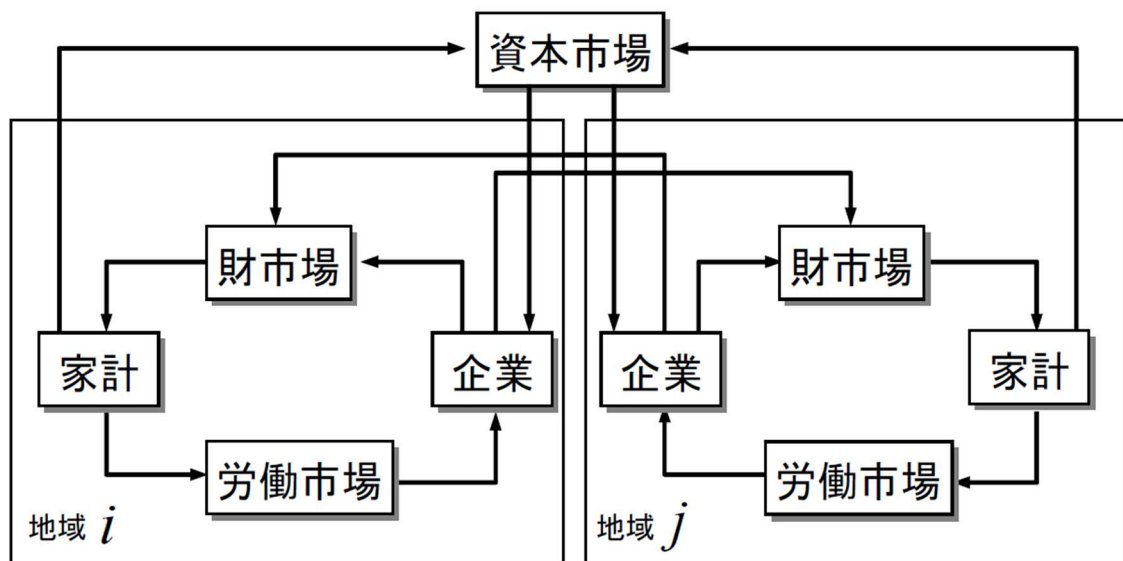 資本市場
財市場
財市場
家計
企業
企業
家計
労働市場
労働市場
地域 i
地域 j